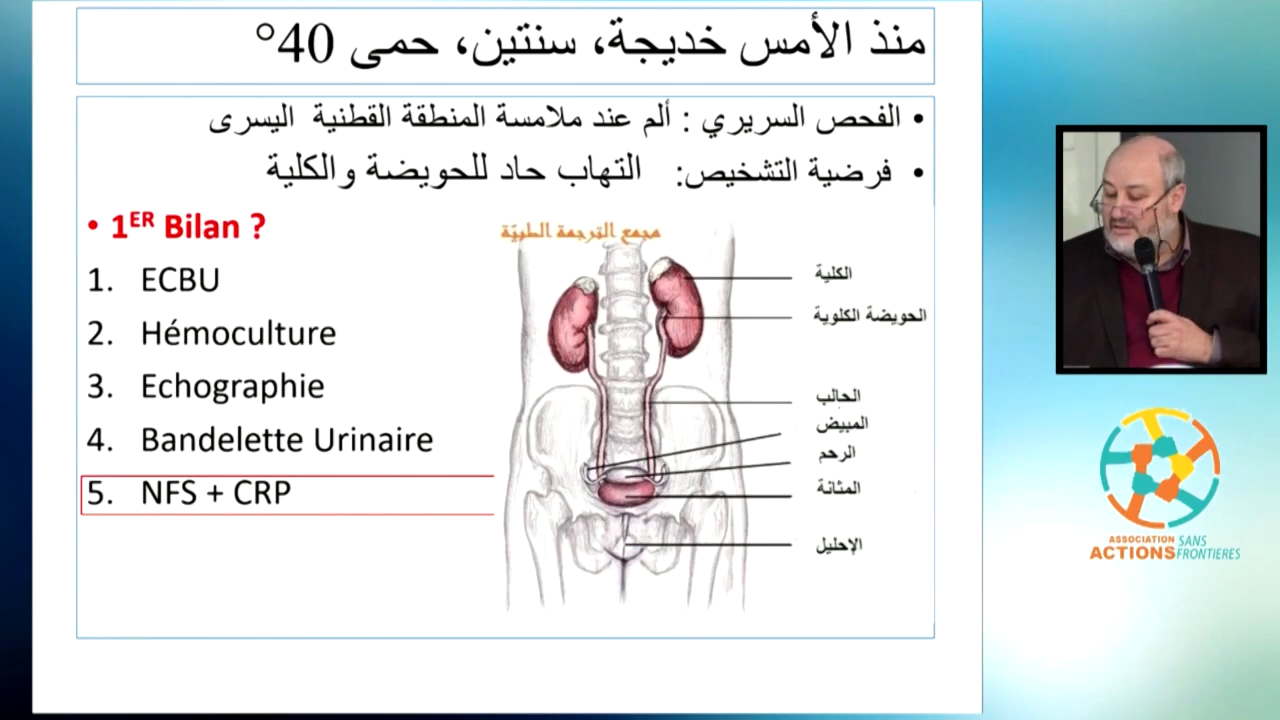 منذ الأمس خديجة، سنتين، حمى 40°
• الفحص السريري : ألم عند ملامسة المنطقة القطنية اليسرى
• فرضية التشخيص: التهاب حاد للحويضة والكلية
• 1ER Bilan ?
1. ECBU
2. Hémoculture
3. Echographie
4. Bandelette Urinaire
5. NFS + CRP
مجمع الترجمة الطبيّة
الكلية
الحويضة الكلوية
الحالب
المبيض
الرحم
المثانة
الإحليل
ASSOCIATION SANS
ACTIONS FRONTIERES